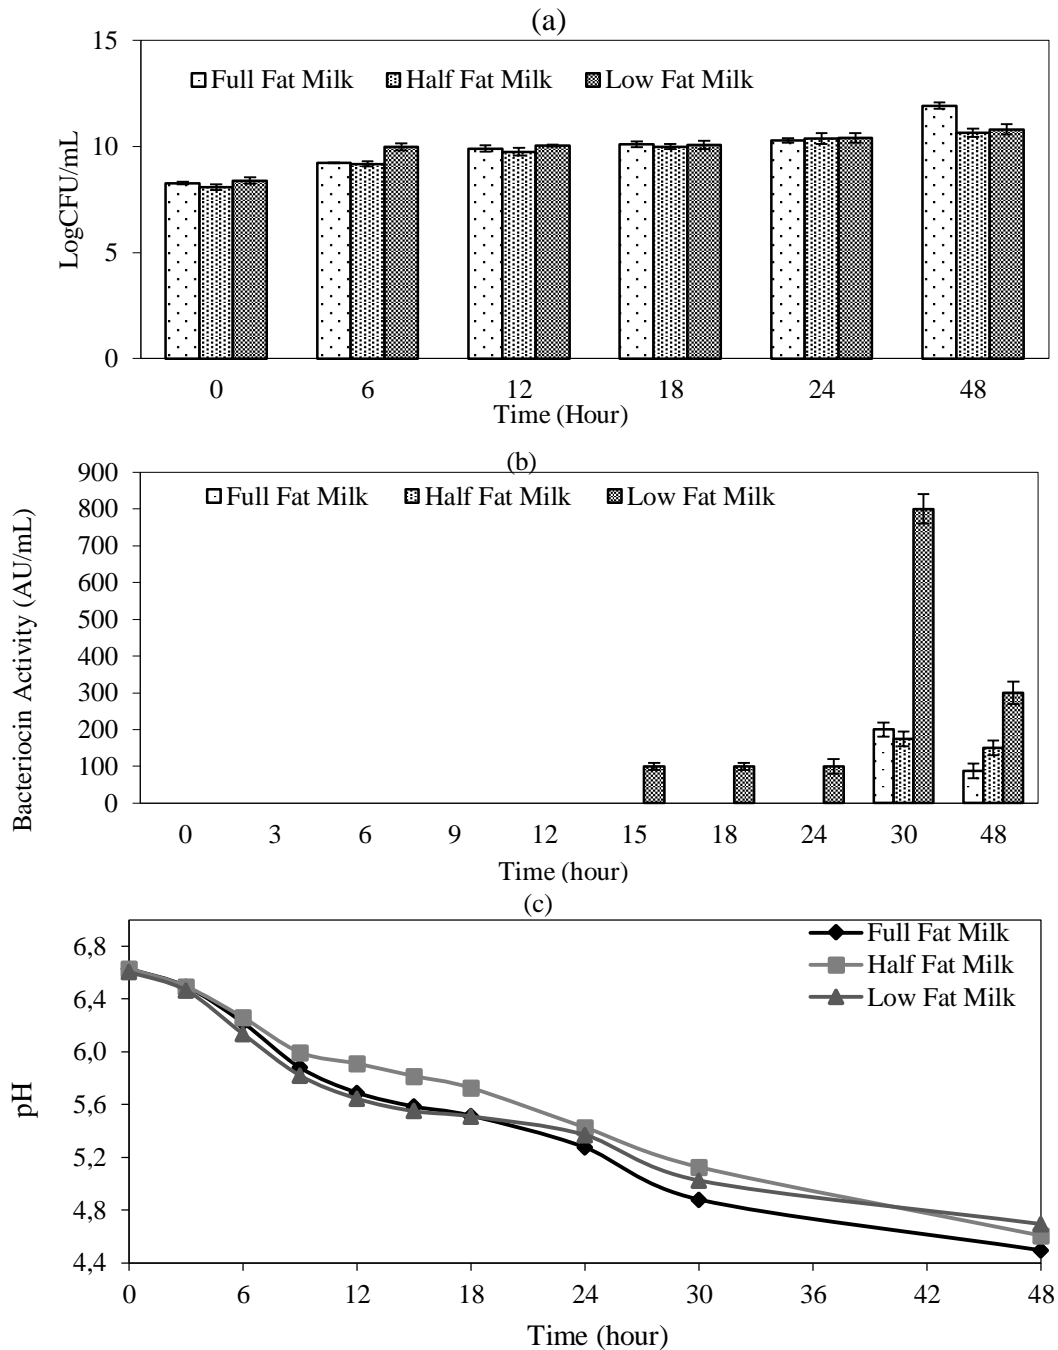 (a)
15
Full Fat Milk Half Fat Milk Low Fat Milk
10
LogCFU/mL
5
0
0 6 12 18 24 48
Time (Hour)
(b)
900
Full Fat Milk Half Fat Milk Low Fat Milk
800
700
600
500
400
300
200
100
0
Bacteriocin Activity (AU/mL)
0 3 6 9 12 15 18 24 30 48
Time (hour)
(c)
Full Fat Milk
Half Fat Milk
Low Fat Milk
6,8
6,4
6,0
5,6
5,2
4,8
4,4
pH
0 6 12 18 24 30 36 42 48
Time (hour)